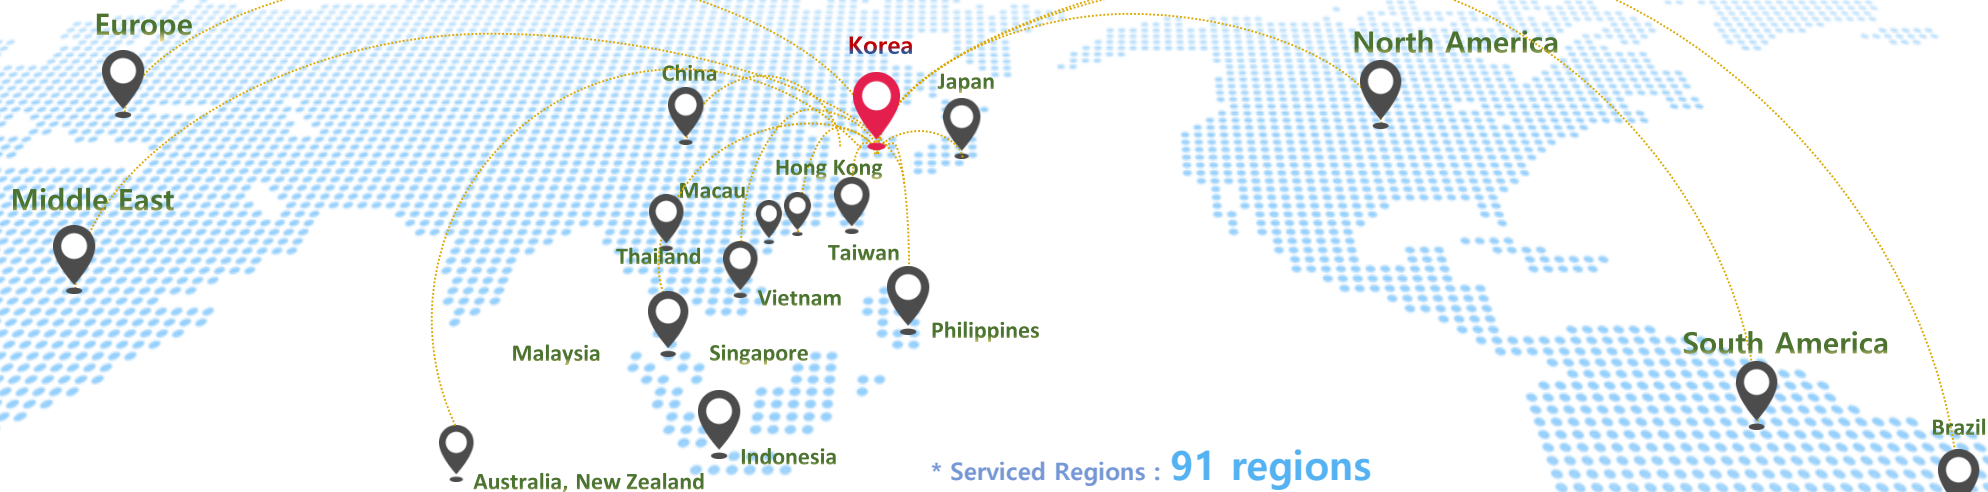 Europe
Korea
North America
China
Japan
Hong Kong
Macau
Middle East
Thailand
Taiwan
Vietnam
Philippines
Malaysia
Singapore
South America
Brazil
Indonesia
Australia, New Zealand
* Serviced Regions : 91 regions